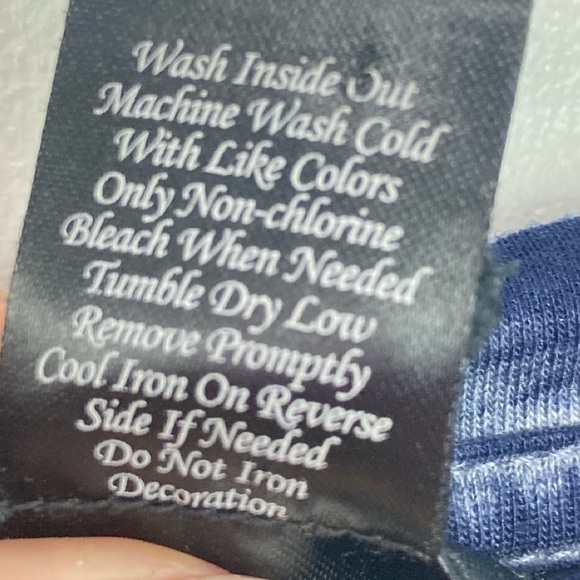 Wash Inside Out
Machine Wash Cold
With Like Colors
Only Non-chlorine
Bleach When Needed
Tumble Dry Low
Remove Promptly
Cool Iron On Reverse
Side If Needed
Do Not Iron
Decoration